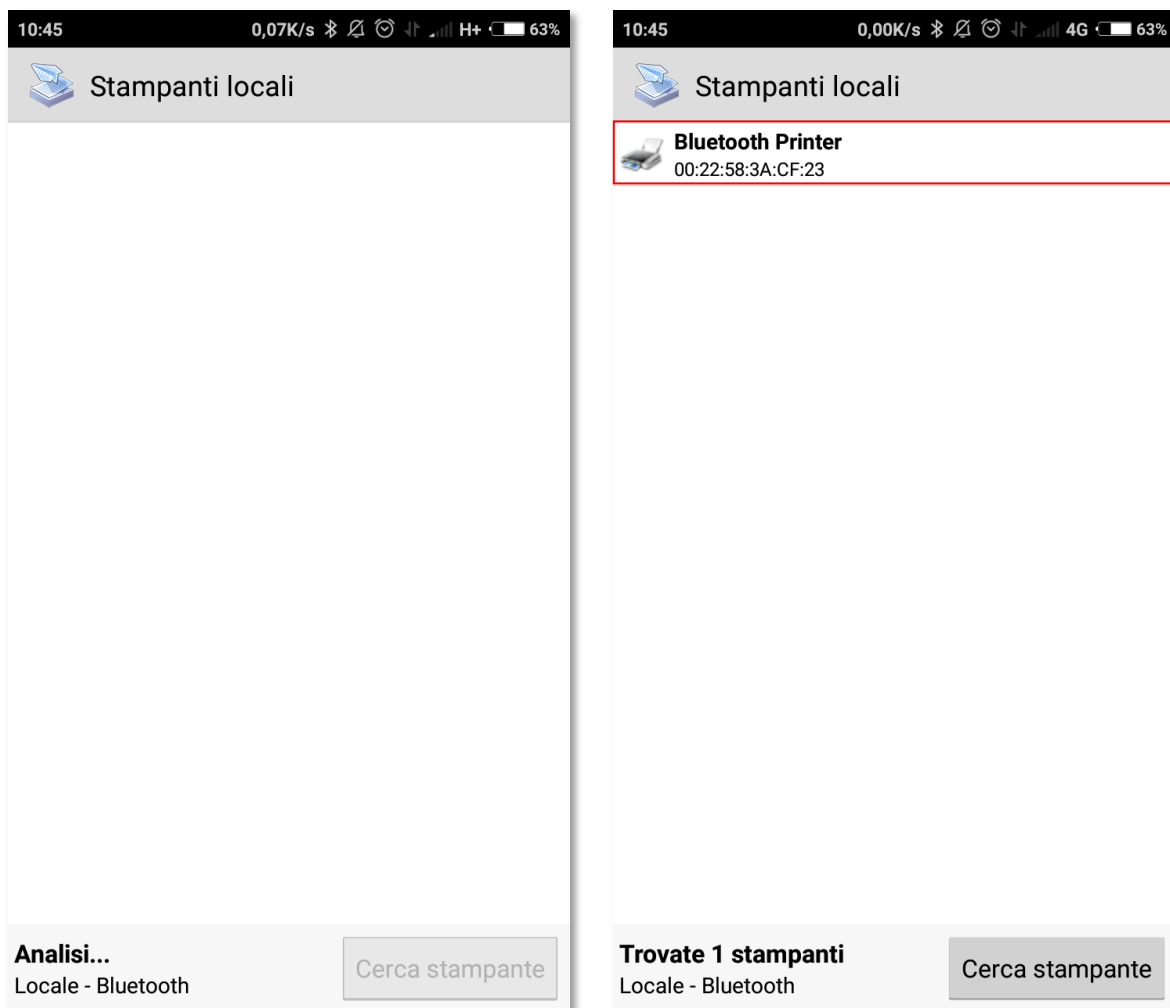 10:45 0,07K/s H+ 63%
Stampanti locali
Analisi...
Locale - Bluetooth
Cerca stampante
10:45 0,00K/s 4G 63%
Stampanti locali
Bluetooth Printer
00:22:58:3A:CF:23
Trovate 1 stampanti
Locale - Bluetooth
Cerca stampante